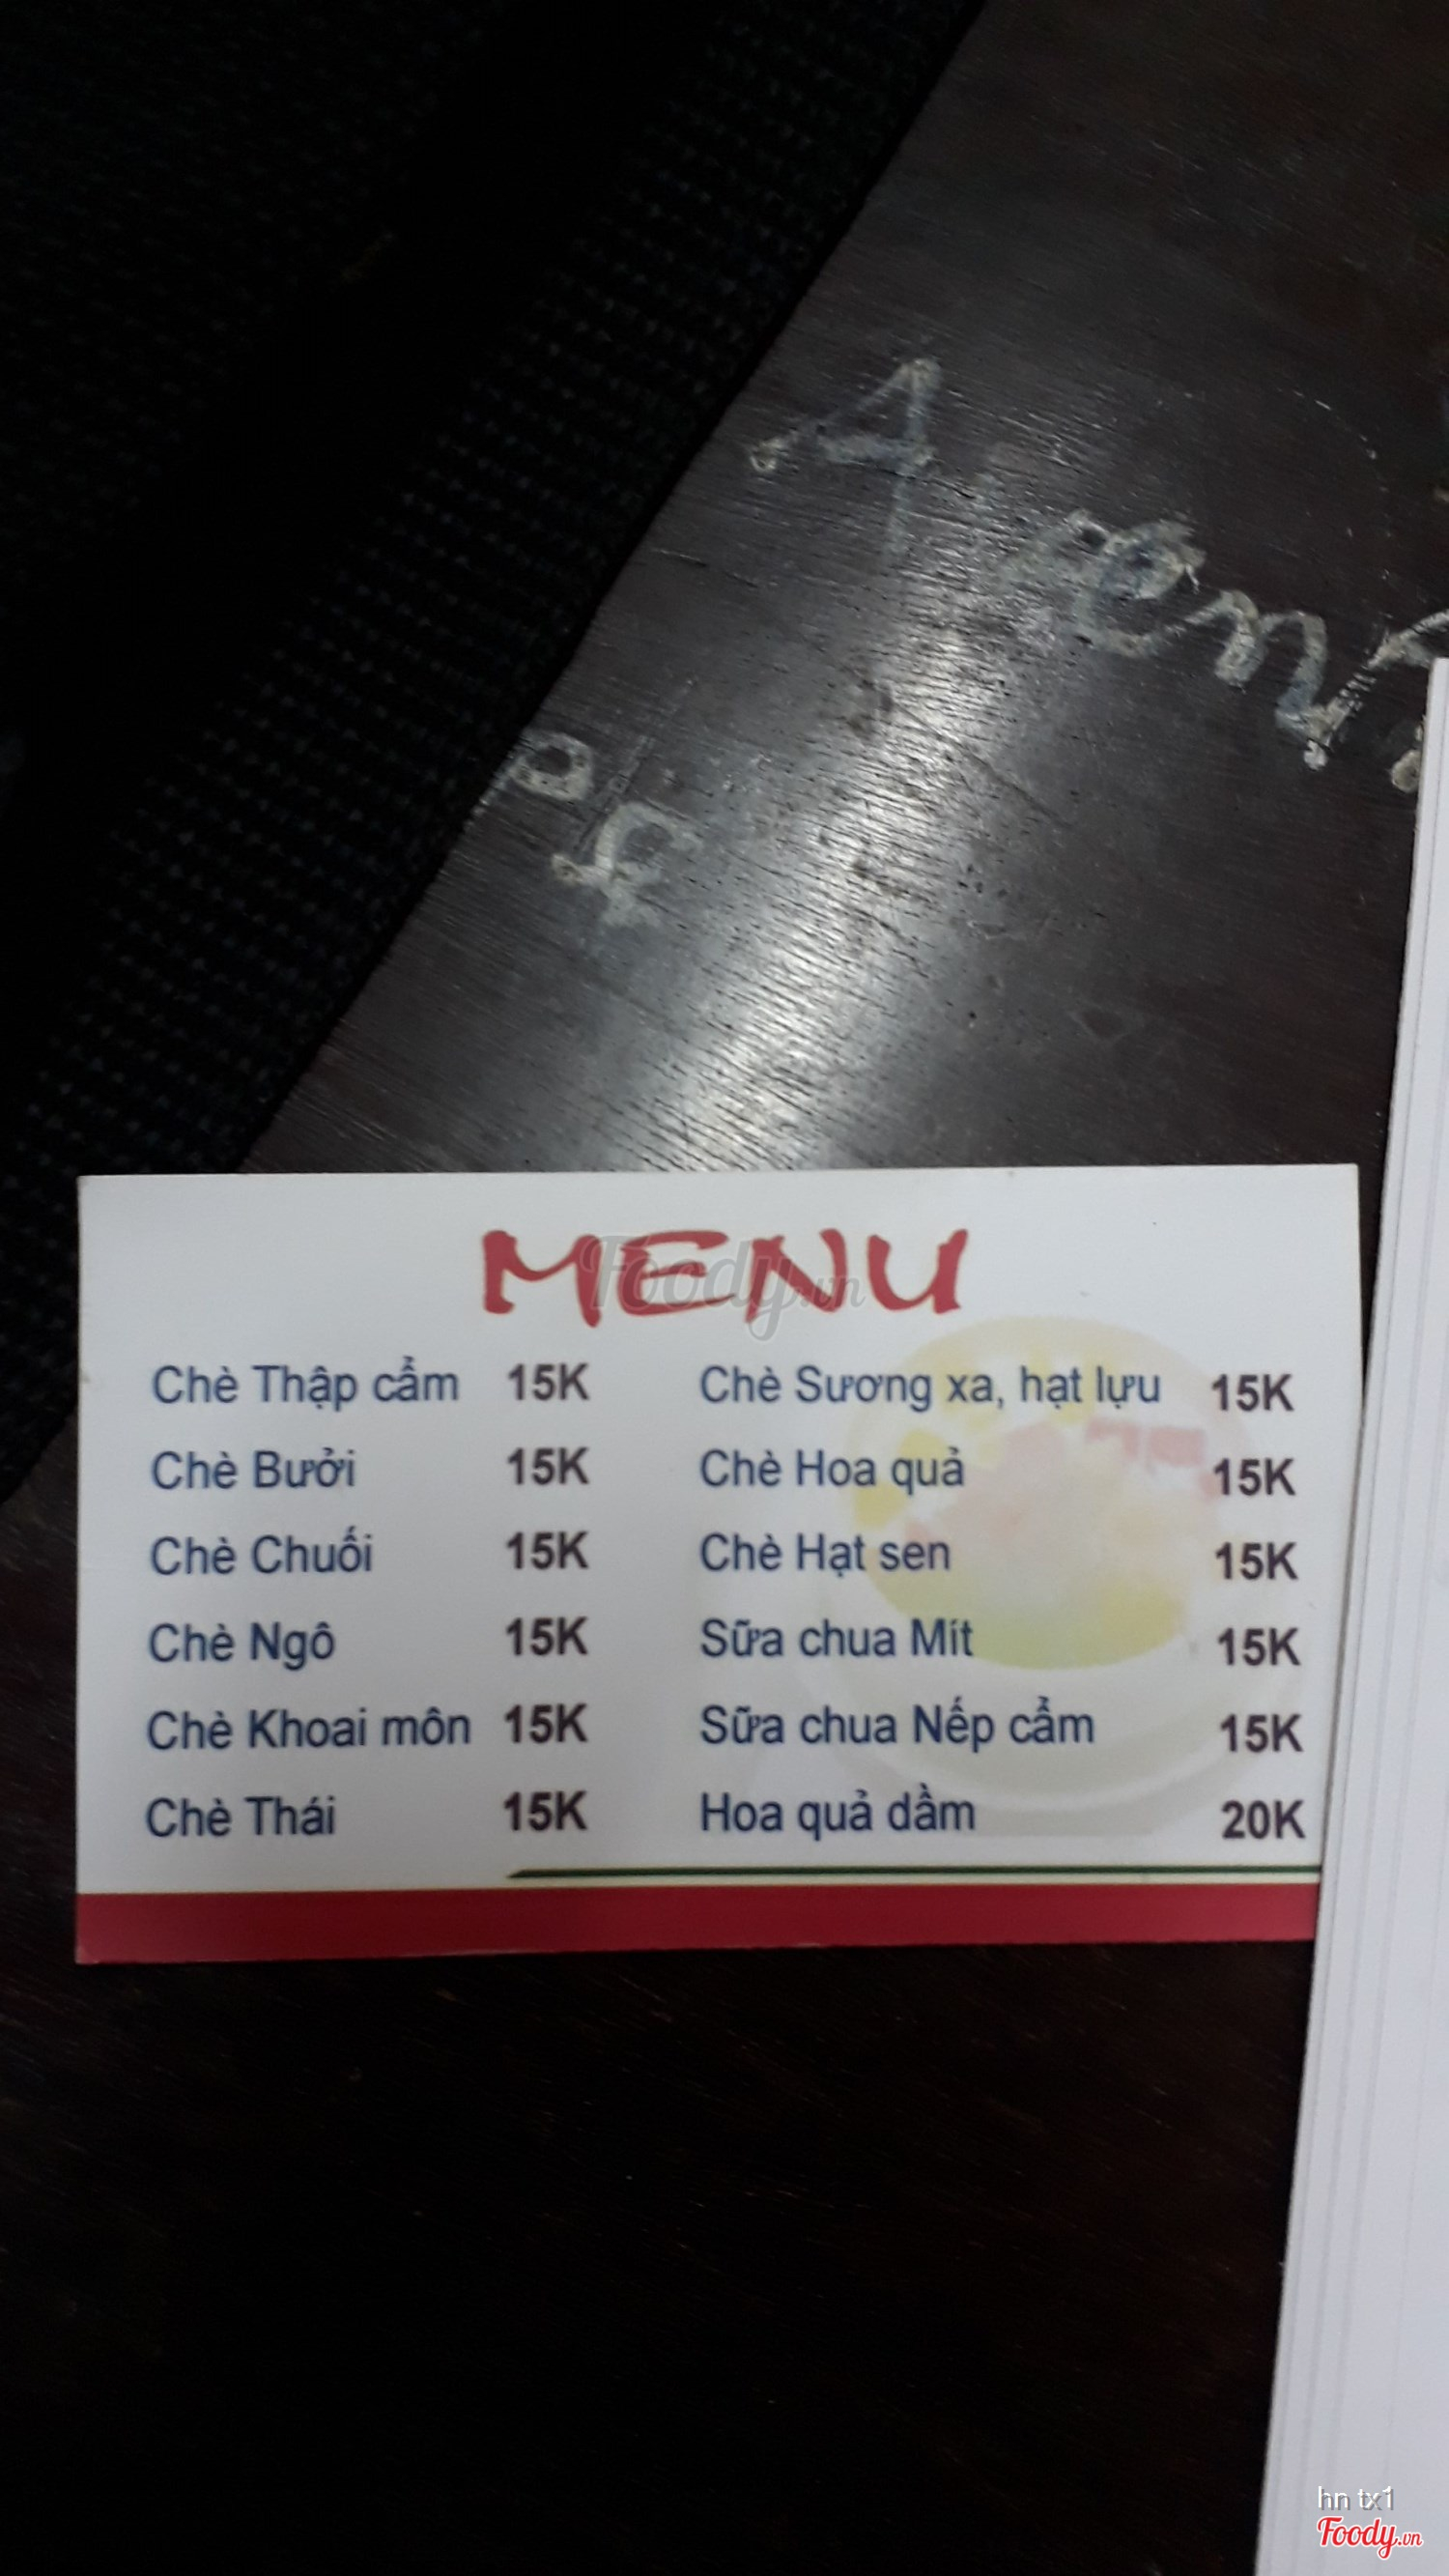 MENU
Foody.vn
Chè Thập cẩm 15K Chè Sương xa, hạt lựu 15K
Chè Bưởi 15K Chè Hoa quả 15K
Chè Chuối 15K Chè Hạt sen 15K
Chè Ngô 15K Sữa chua Mít 15K
Chè Khoai môn 15K Sữa chua Nếp cẩm 15K
Chè Thái 15K Hoa quả dầm 20K
hn tx1
Foody.vn